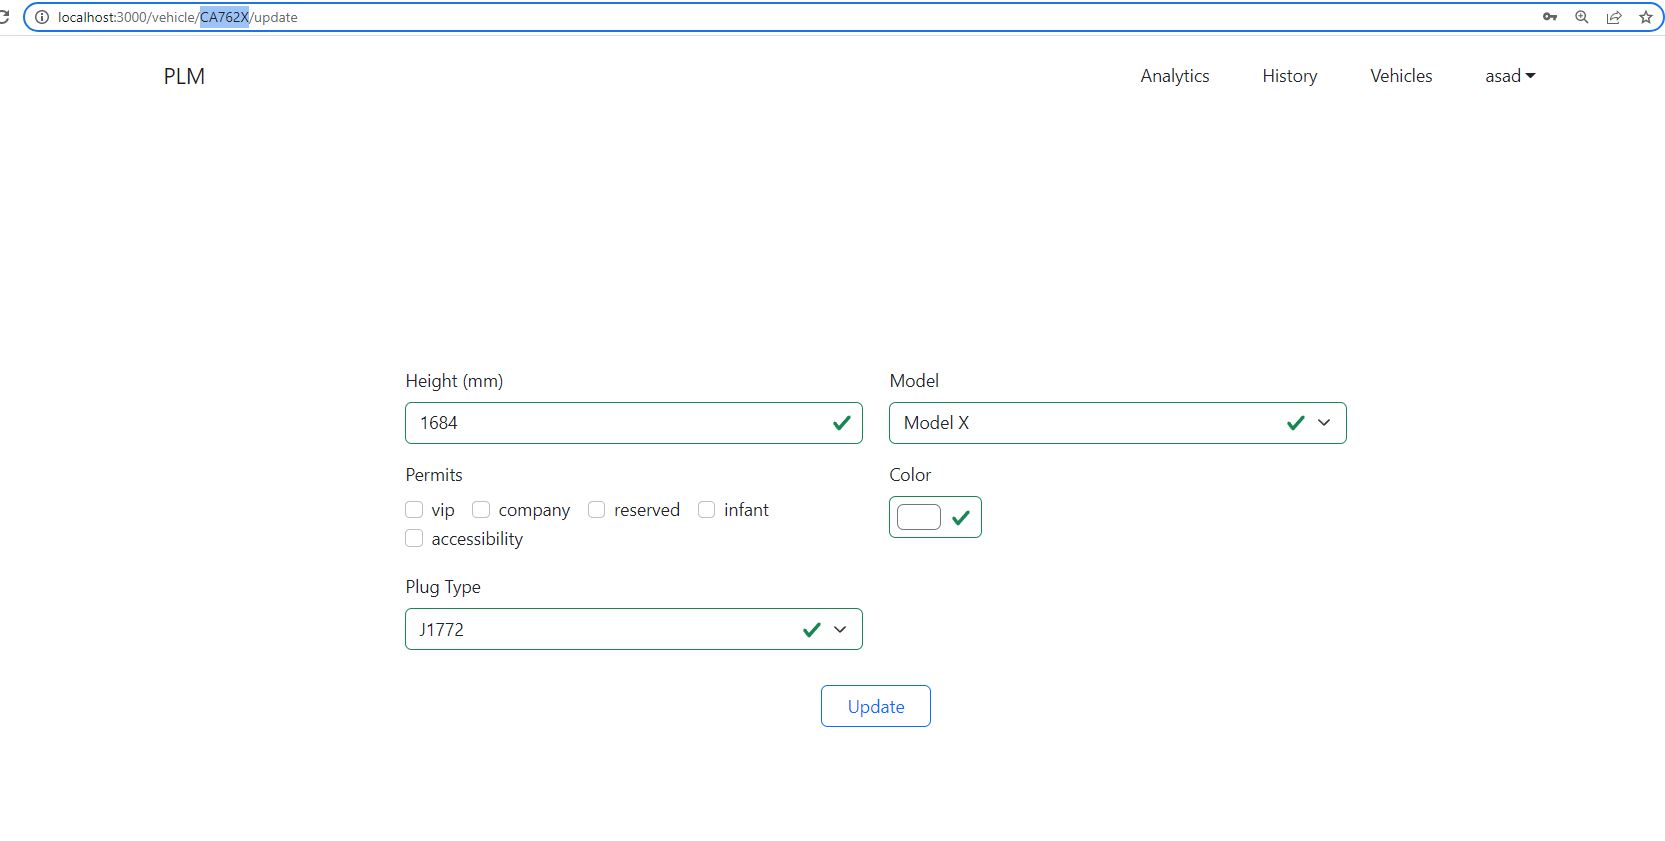 localhost:3000/vehicle/CA762X/update
PLM Analytics History Vehicles asad
Height (mm) Model
1684 Model X
Permits Color
vip company reserved infant
accessibility
Plug Type
J1772
Update